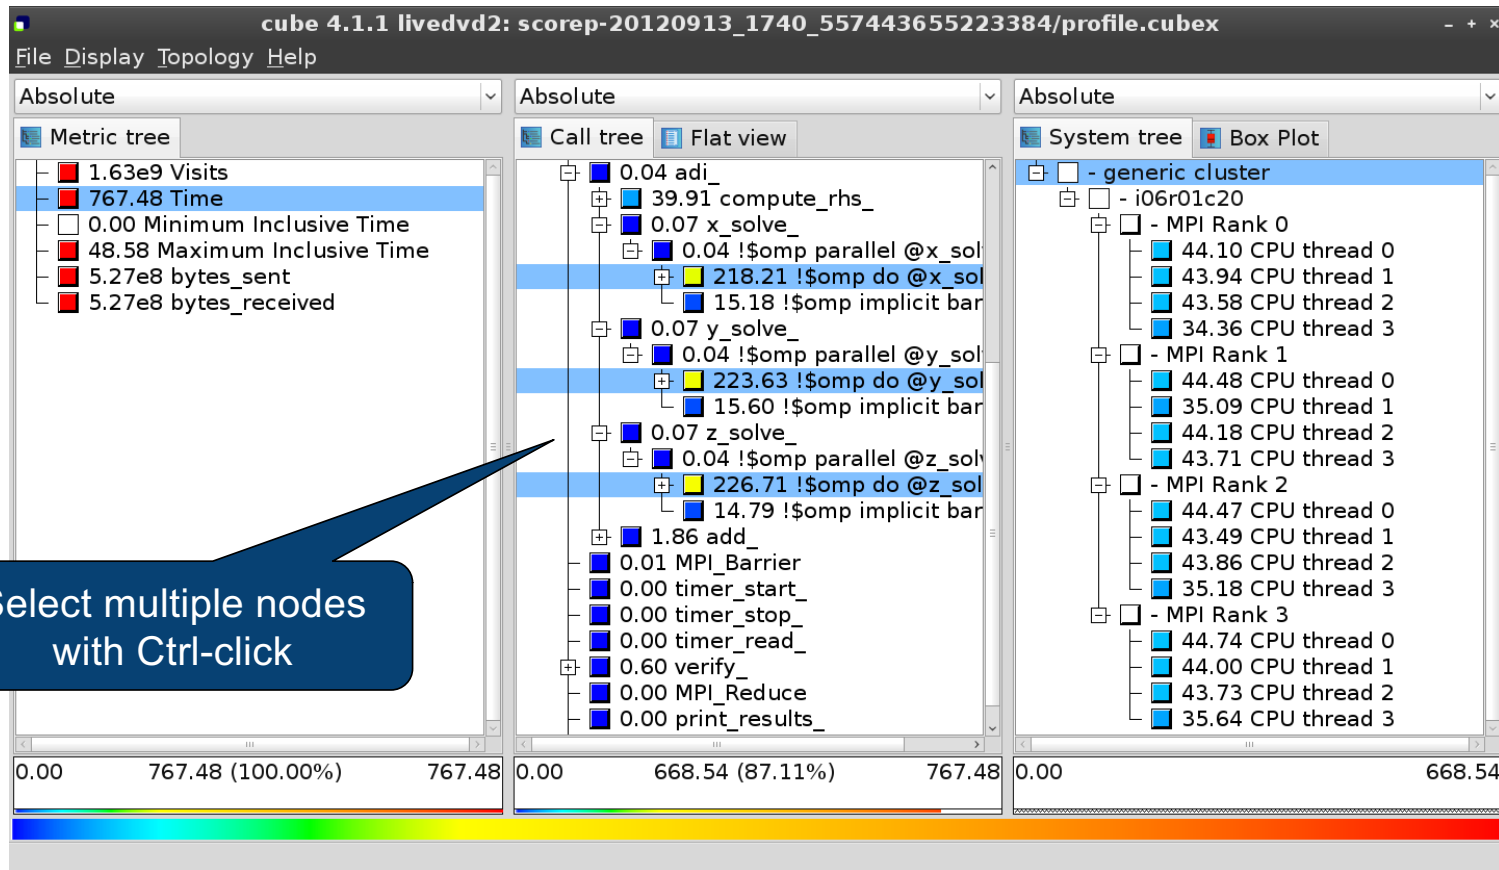 cube 4.1.1 livedvd2: scorep-20120913_1740_557443655223384/profile.cubex
File Display Topology Help
Absolute
Metric tree
1.63e9 Visits
767.48 Time
0.00 Minimum Inclusive Time
48.58 Maximum Inclusive Time
5.27e8 bytes_sent
5.27e8 bytes_received
0.00 767.48 (100.00%) 767.48
Absolute
Call tree Flat view
0.04 adi_
39.91 compute_rhs_
0.07 x_solve_
0.04 !$omp parallel @x_sol
218.21 !$omp do @x_sol
15.18 !$omp implicit bar
0.07 y_solve_
0.04 !$omp parallel @y_sol
223.63 !$omp do @y_sol
15.60 !$omp implicit bar
0.07 z_solve_
0.04 !$omp parallel @z_solv
226.71 !$omp do @z_sol
14.79 !$omp implicit bar
1.86 add_
0.01 MPI_Barrier
0.00 timer_start_
0.00 timer_stop_
0.00 timer_read_
0.60 verify_
0.00 MPI_Reduce
0.00 print_results_
0.00 668.54 (87.11%) 767.48
Absolute
System tree Box Plot
- generic cluster
- i06r01c20
- MPI Rank 0
44.10 CPU thread 0
43.94 CPU thread 1
43.58 CPU thread 2
34.36 CPU thread 3
- MPI Rank 1
44.48 CPU thread 0
35.09 CPU thread 1
44.18 CPU thread 2
43.71 CPU thread 3
- MPI Rank 2
44.47 CPU thread 0
43.49 CPU thread 1
43.86 CPU thread 2
35.18 CPU thread 3
- MPI Rank 3
44.74 CPU thread 0
44.00 CPU thread 1
43.73 CPU thread 2
35.64 CPU thread 3
0.00 668.54
Select multiple nodes
with Ctrl-click